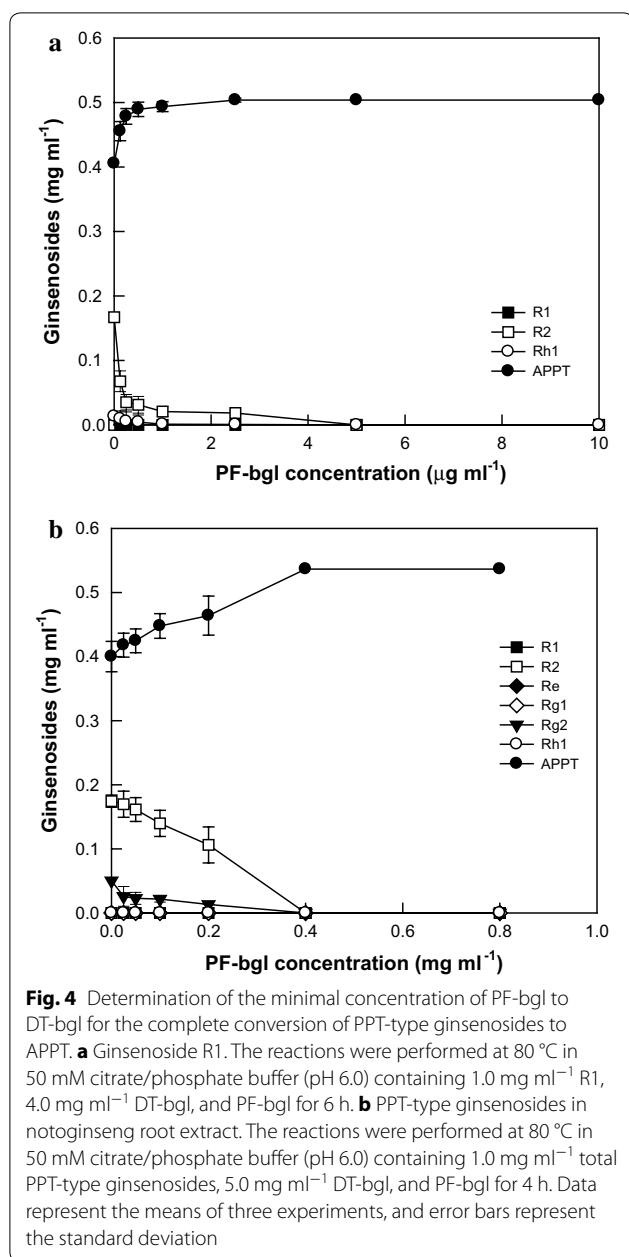 a
0.6
0.5
0.4
0.3
0.2
0.1
0.0
Ginsenosides (mg ml⁻¹)
R1
R2
Rh1
APPT
0 2 4 6 8 10
PF-bgl concentration (μg ml⁻¹)
b
0.6
0.5
0.4
0.3
0.2
0.1
0.0
Ginsenosides (mg ml⁻¹)
R1
R2
Re
Rg1
Rg2
Rh1
APPT
0.0 0.2 0.4 0.6 0.8 1.0
PF-bgl concentration (mg ml⁻¹)
Fig. 4 Determination of the minimal concentration of PF-bgl to
DT-bgl for the complete conversion of PPT-type ginsenosides to
APPT. a Ginsenoside R1. The reactions were performed at 80 °C in
50 mM citrate/phosphate buffer (pH 6.0) containing 1.0 mg ml⁻¹ R1,
4.0 mg ml⁻¹ DT-bgl, and PF-bgl for 6 h. b PPT-type ginsenosides in
notoginseng root extract. The reactions were performed at 80 °C in
50 mM citrate/phosphate buffer (pH 6.0) containing 1.0 mg ml⁻¹ total
PPT-type ginsenosides, 5.0 mg ml⁻¹ DT-bgl, and PF-bgl for 4 h. Data
represent the means of three experiments, and error bars represent
the standard deviation